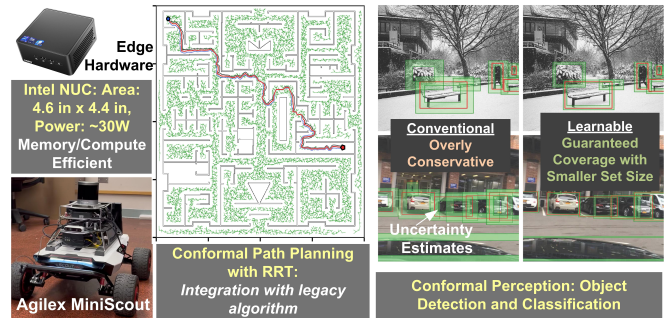 Edge
Hardware
Intel NUC: Area:
4.6 in x 4.4 in,
Power: ~30W
Memory/Compute
Efficient
Agilex MiniScout
Conformal Path Planning
with RRT:
Integration with legacy
algorithm
Conventional
Overly
Conservative
Learnable
Guaranteed
Coverage with
Smaller Set Size
Uncertainty
Estimates
Conformal Perception: Object
Detection and Classification